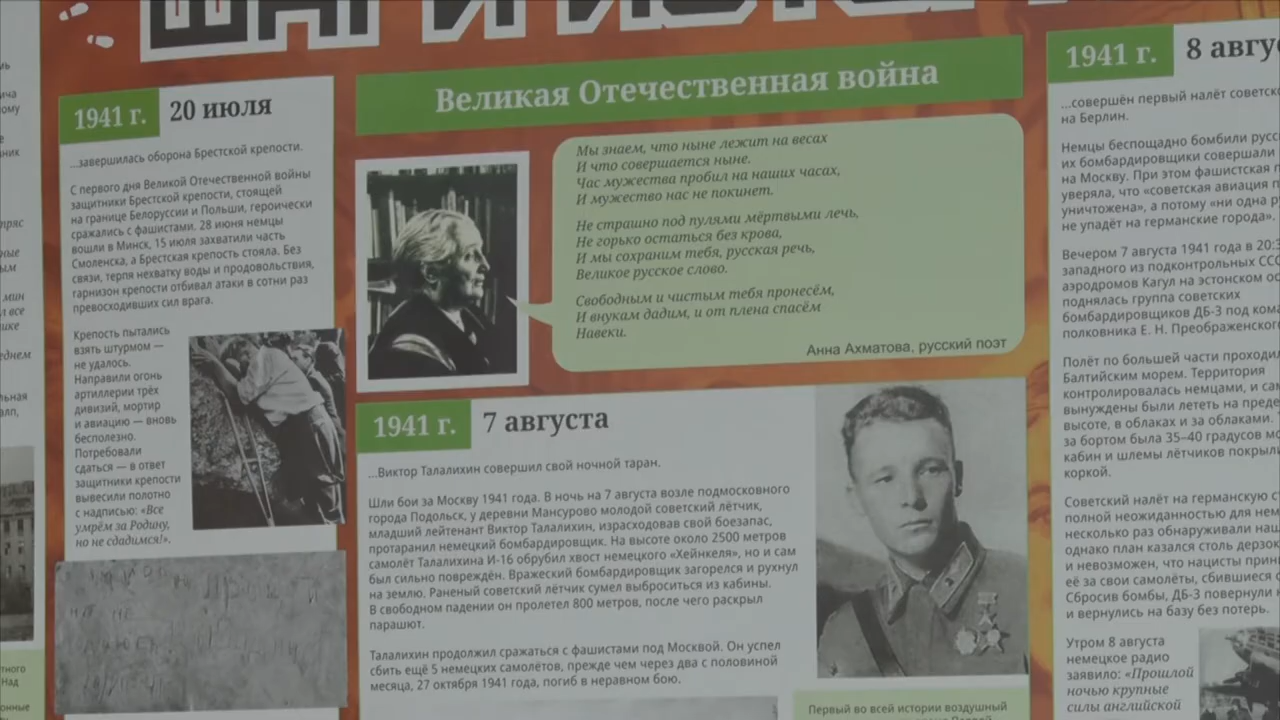 Великая Отечественная война
1941 г. 20 июля
...завершилась оборона Брестской крепости.
С первого дня Великой Отечественной войны
защитники Брестской крепости, стоящей
на границе Белоруссии и Польши, героически
сражались с фашистами. 28 июня немцы
вошли в Минск, 15 июля захватили часть
Смоленска, а Брестская крепость стояла. Без
связи, терпя нехватку воды и продовольствия,
гарнизон крепости отбивал атаки в сотни раз
превосходивших сил врага.
Крепость пытались
взять штурмом —
не удалось.
Направили огонь
артиллерии трёх
дивизий, мортир
и авиацию — вновь
бесполезно.
Потребовали
сдаться — в ответ
защитники крепости
вывесили полотно
с надписью: «Все
умрём за Родину,
но не сдадимся!».
Мы знаем, что ныне лежит на весах
И что совершается ныне.
Час мужества пробил на наших часах,
И мужество нас не покинет.
Не страшно под пулями мёртвыми лечь,
Не горько остаться без крова,
И мы сохраним тебя, русская речь,
Великое русское слово.
Свободным и чистым тебя пронесём,
И внукам дадим, и от плена спасём
Навеки.
Анна Ахматова, русский поэт
1941 г. 7 августа
...Виктор Талалихин совершил свой ночной таран.
Шли бои за Москву 1941 года. В ночь на 7 августа возле подмосковного
города Подольск, у деревни Мансурово молодой советский лётчик,
младший лейтенант Виктор Талалихин, израсходовав свой боезапас,
протаранил немецкий бомбардировщик. На высоте около 2500 метров
самолёт Талалихина И-16 обрубил хвост немецкого «Хейнкеля», но и сам
был сильно повреждён. Вражеский бомбардировщик загорелся и рухнул
на землю. Раненый советский лётчик сумел выброситься из кабины.
В свободном падении он пролетел 800 метров, после чего раскрыл
парашют.
Талалихин продолжил сражаться с фашистами под Москвой. Он успел
сбить ещё 5 немецких самолётов, прежде чем через два с половиной
месяца, 27 октября 1941 года, погиб в неравном бою.
Первый во всей истории воздушный
1941 г. 8 авгус
...совершён первый налёт советско
на Берлин.
Немцы беспощадно бомбили русс
их бомбардировщики совершали
на Москву. При этом фашистская п
уверяла, что «советская авиация п
уничтожена», а потому «ни одна ру
не упадёт на германские города».
Вечером 7 августа 1941 года в 20:3
западного из подконтрольных ССС
аэродромов Кагул на эстонском ос
поднялась группа советских
бомбардировщиков ДБ-3 под кома
полковника Е. Н. Преображенского
Полёт по большей части проходил
Балтийским морем. Территория
контролировалась немцами, и сам
вынуждены были лететь на преде
высоте, в облаках и за облаками.
за бортом была 35–40 градусов мо
кабин и шлемы лётчиков покрыли
коркой.
Советский налёт на германскую с
полной неожиданностью для нем
несколько раз обнаруживали наш
однако план казался столь дерзок
и невозможен, что нацисты прин
её за свои самолёты, сбившиеся с
Сбросив бомбы, ДБ-3 повернули н
и вернулись на базу без потерь.
Утром 8 августа
немецкое радио
заявило: «Прошлой
ночью крупные
силы английской